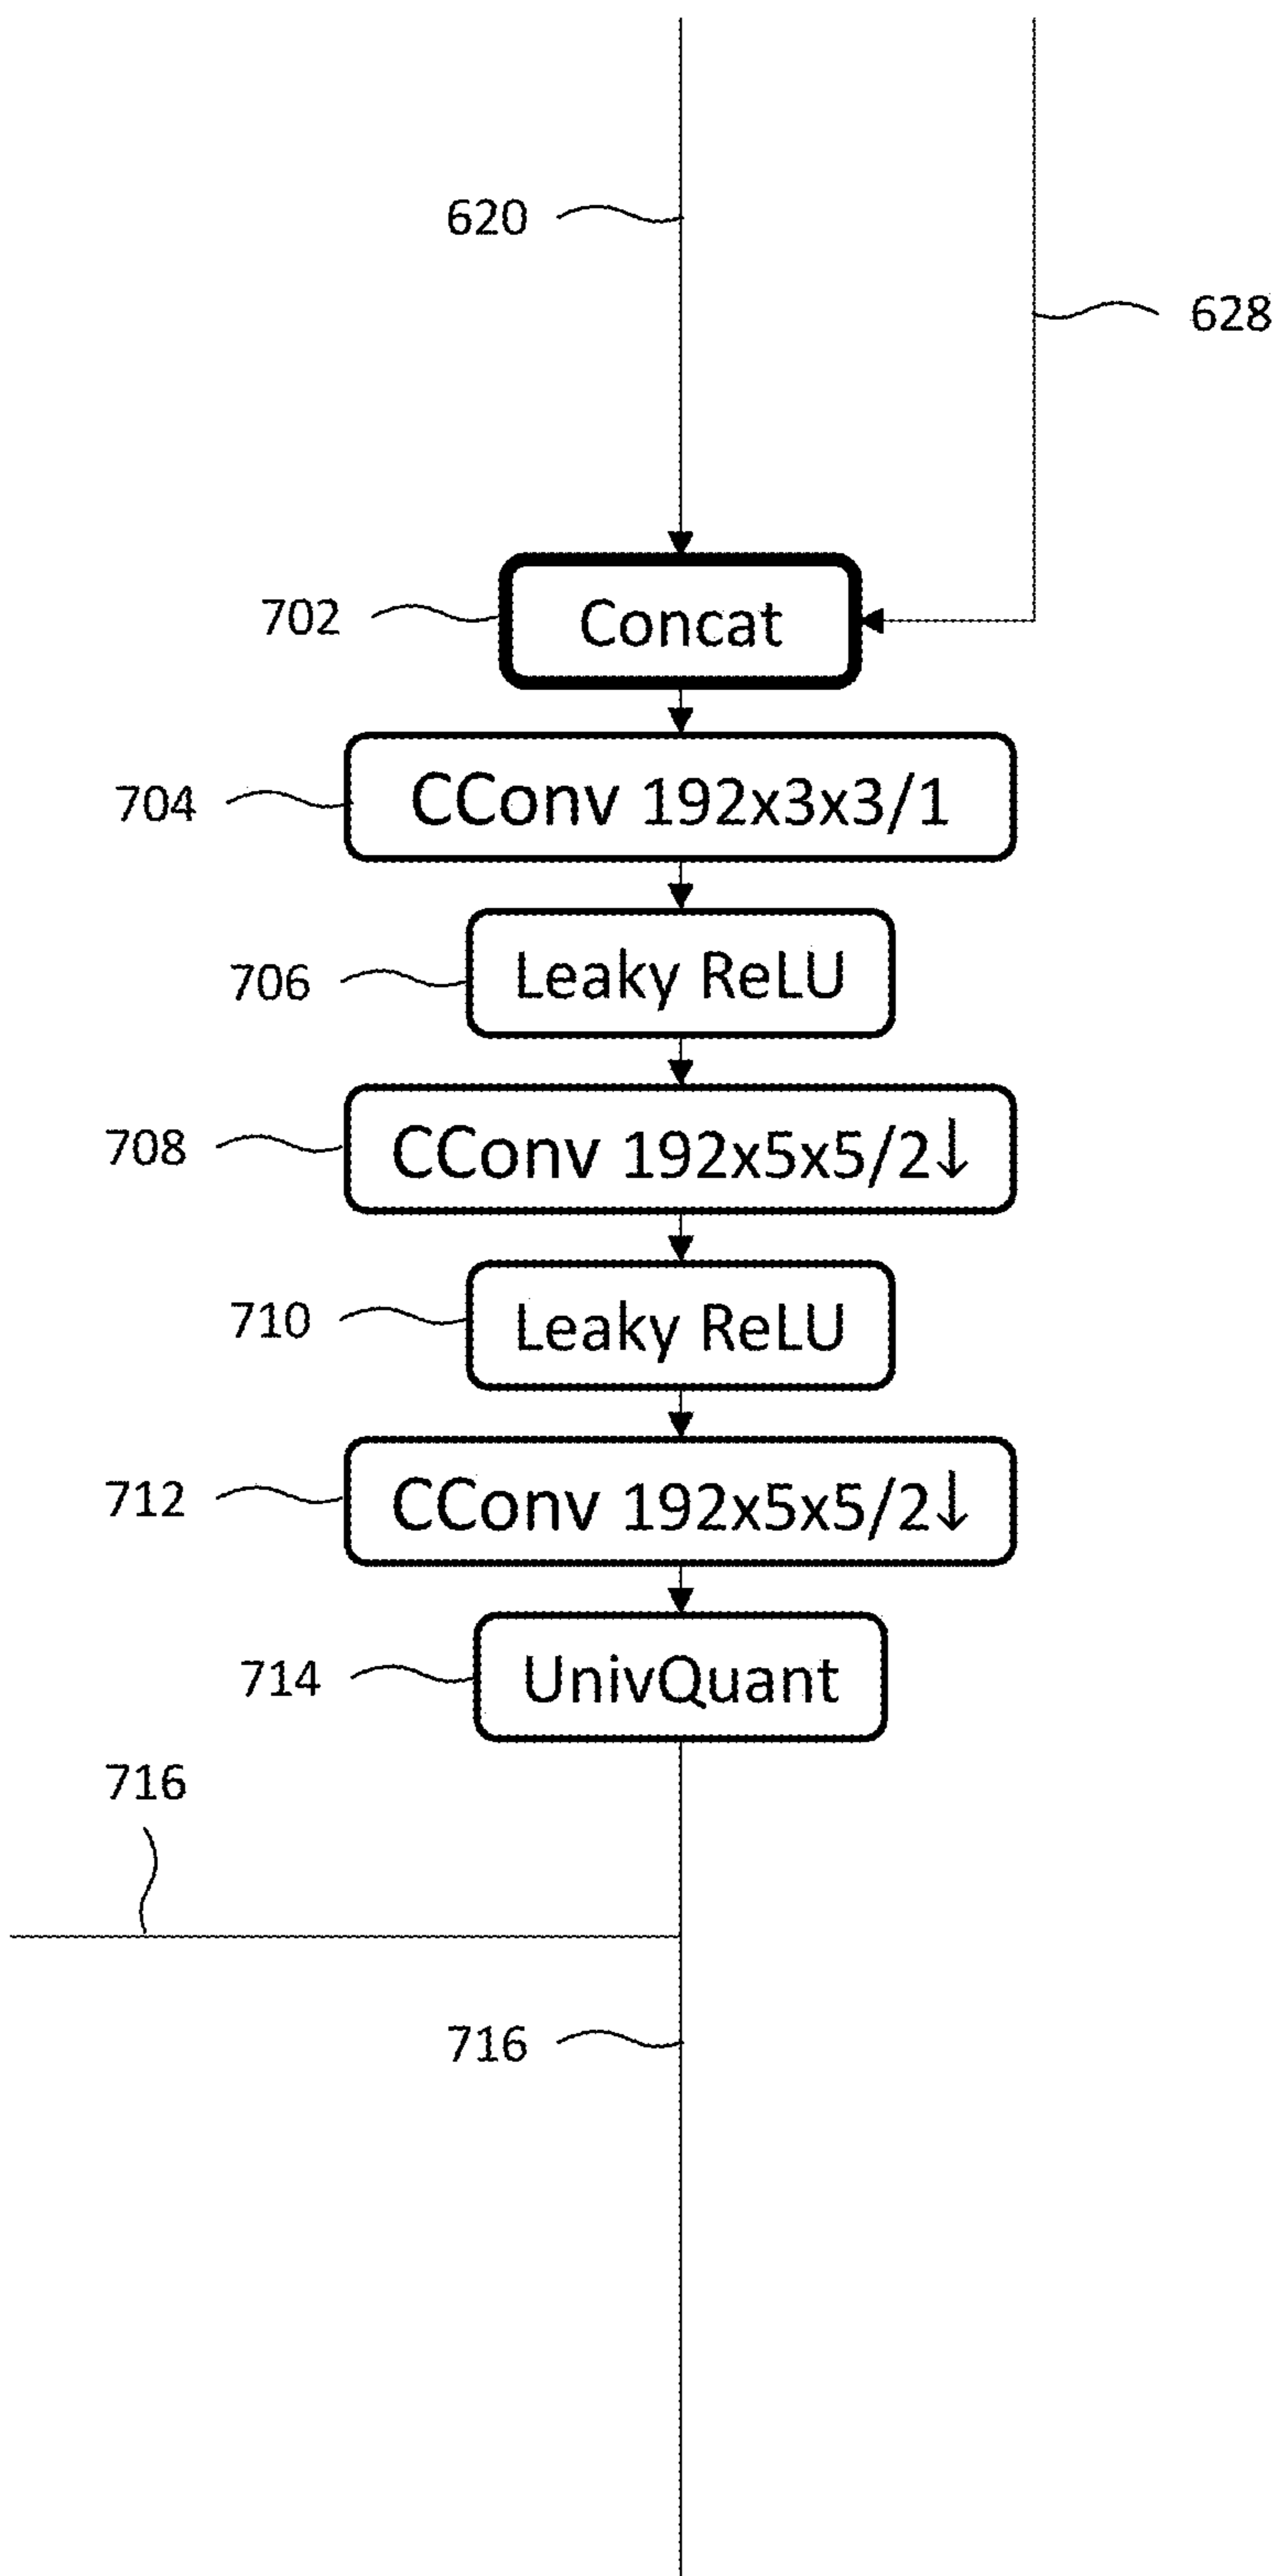 620
628
702
Concat
704
CConv 192x3x3/1
706
Leaky ReLU
708
CConv 192x5x5/2↓
710
Leaky ReLU
712
CConv 192x5x5/2↓
714
UnivQuant
716
716